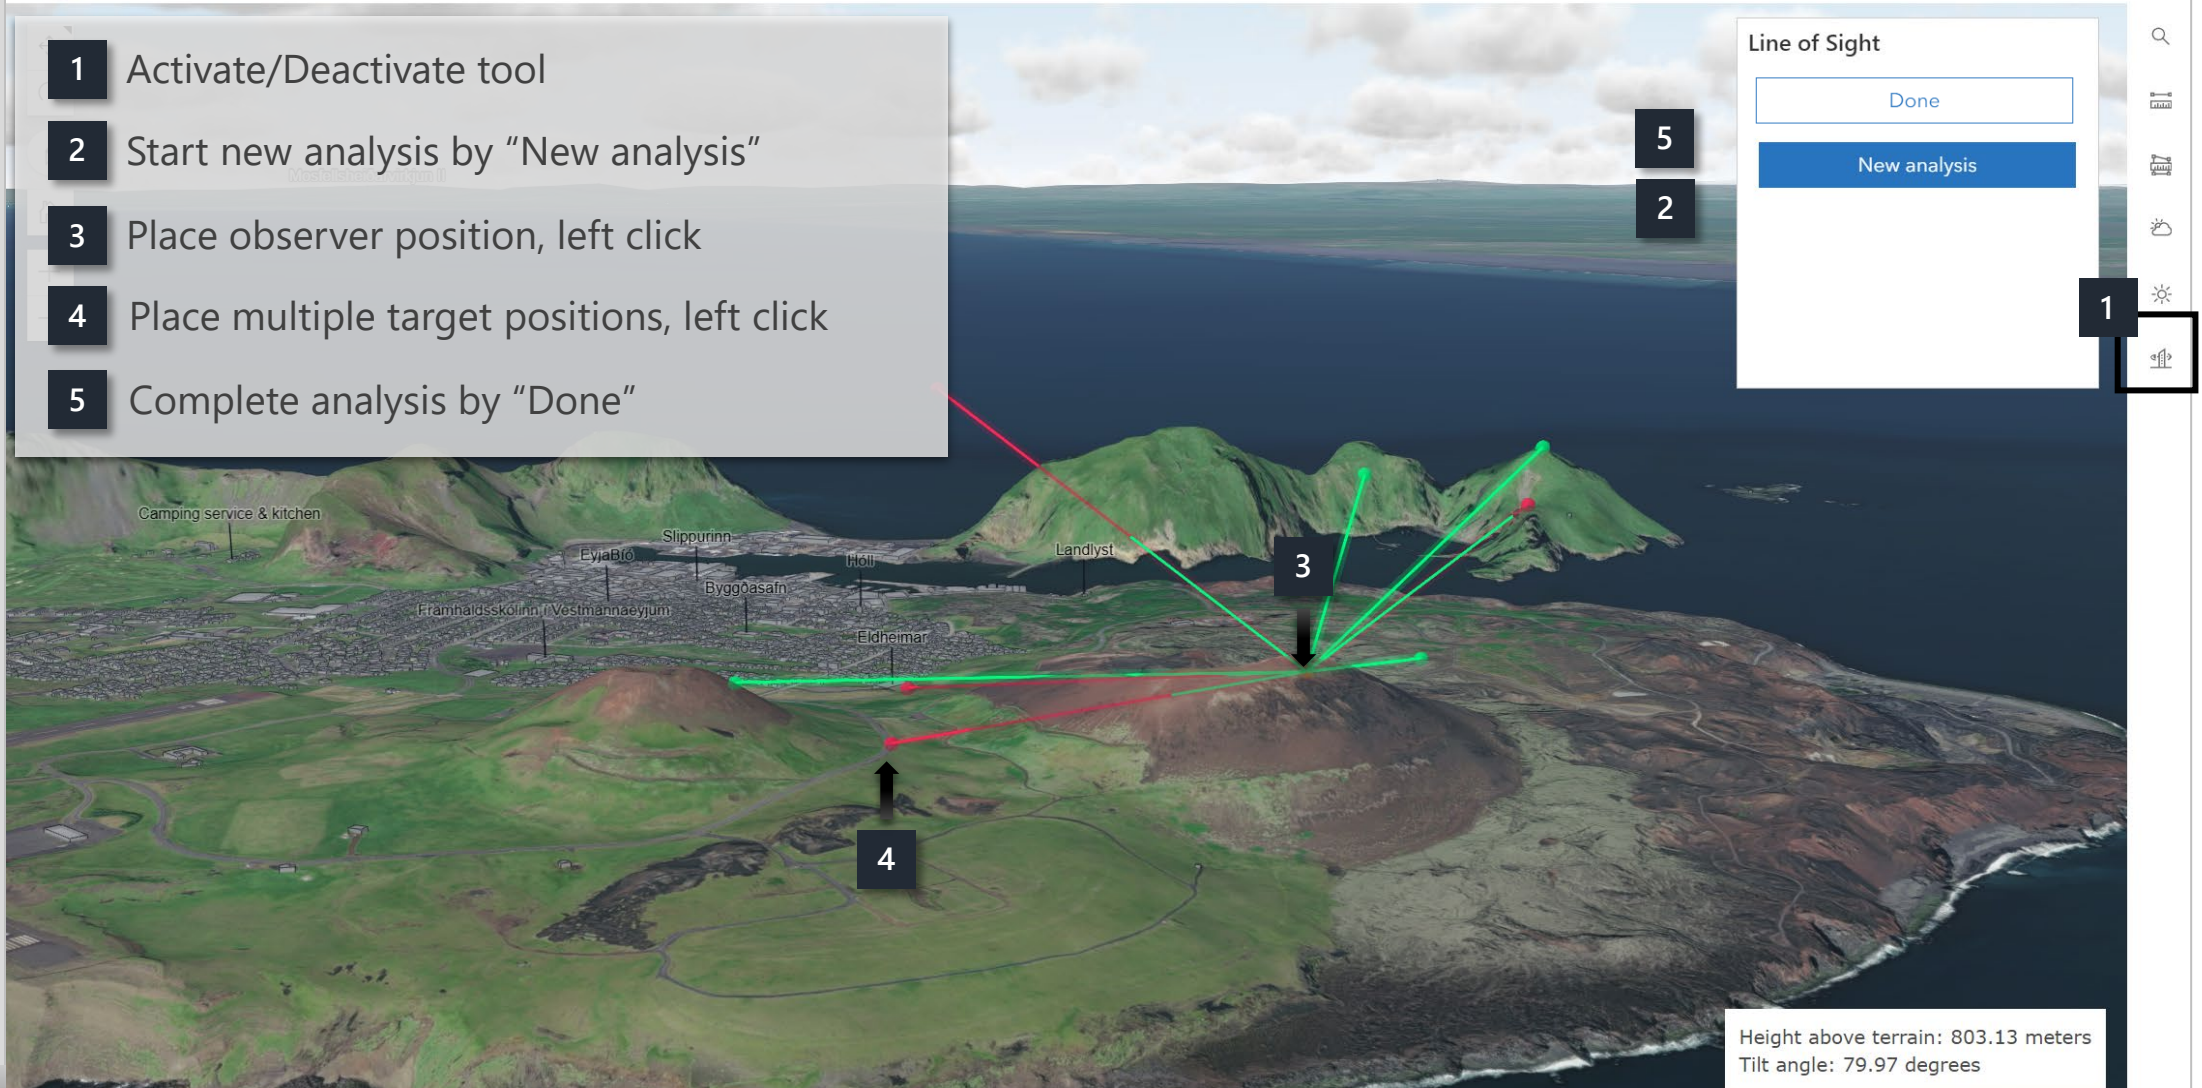 1 Activate/Deactivate tool
2 Start new analysis by “New analysis”
3 Place observer position, left click
4 Place multiple target positions, left click
5 Complete analysis by “Done”
Line of Sight
5 Done
2 New analysis
1
Camping service & kitchen
Slippurinn
EyjaBíó
Höll
Landlyst
3
Byggðasafn
Framhaldsskólinn í Vestmannaeyjum
Eldheimar
4
Height above terrain: 803.13 meters
Tilt angle: 79.97 degrees